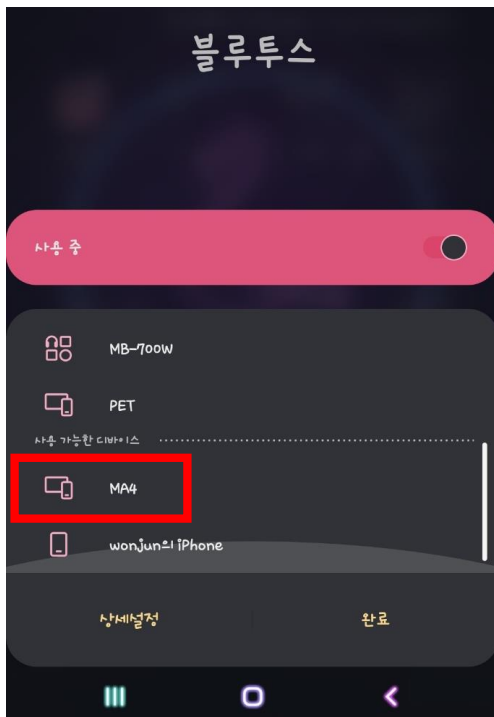 블루투스
사용 중
MB-700W
PET
사용 가능한 디바이스
MA4
wonjun의 iPhone
상세설정
완료